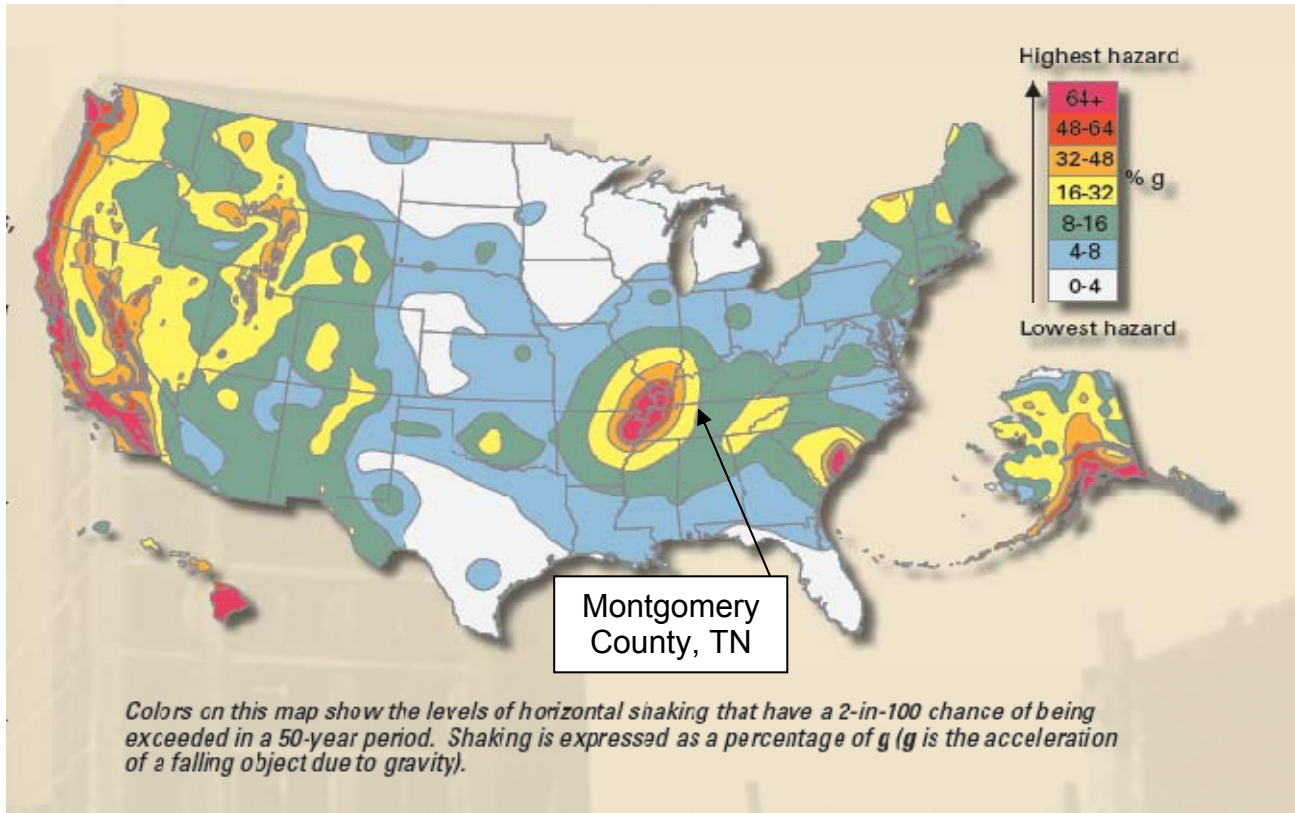 Highest hazard
64+
48-64
32-48
16-32
8-16
4-8
0-4
% g
Lowest hazard
Montgomery
County, TN
Colors on this map show the levels of horizontal shaking that have a 2-in-100 chance of being
exceeded in a 50-year period. Shaking is expressed as a percentage of g (g is the acceleration
of a falling object due to gravity).